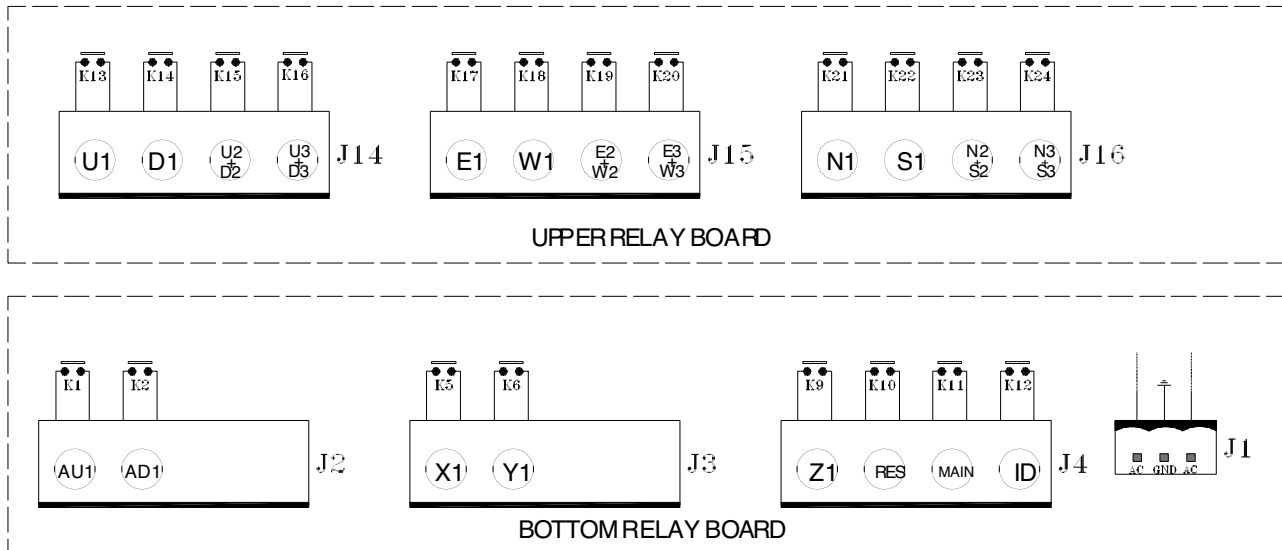 K13 K14 K15 K16 K17 K18 K19 K20 K21 K22 K23 K24
U1 D1 U2+D2 U3+D3 J14 E1 W1 E2+W2 E3+W3 J15 N1 S1 N2+S2 N3+S3 J16
UPPER RELAY BOARD
K1 K2 K5 K6 K9 K10 K11 K12
AU1 AD1 J2 X1 Y1 J3 Z1 RES MAIN ID J4 J1
AC GND AC
BOTTOM RELAY BOARD